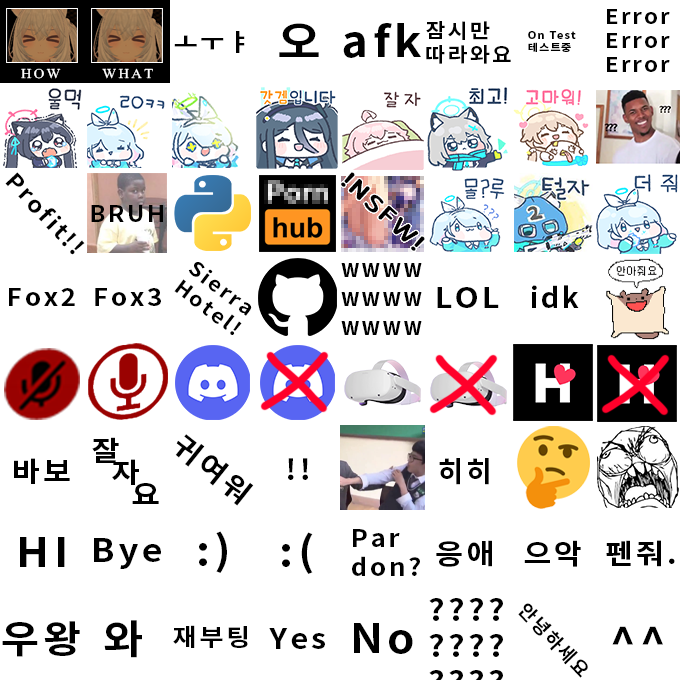 HOW
WHAT
ㅗㅜㅑ
오
afk
잠시만
따라와요
On Test
테스트중
Error
Error
Error
울먹
ㄹㅇㅋㅋ
갓겜입니다
잘자
최고!
고마워!
???
???
Profit!!
BRUH
Porn
hub
!NSFW!
물?루
???
털자
2
더 줘
Fox2
Fox3
Sierra
Hotel!
wwww
wwww
wwww
LOL
idk
안아줘요
H
바보
잘
자
요
귀여워
!!
히히
HI
Bye
:)
:(
Par
don?
응애
으악
펜줘.
우왕
와
재부팅
Yes
No
????
????
????
안녕하세요
^^